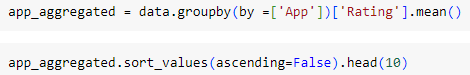 app_aggregated = data.groupby(by =['App'])['Rating'].mean()
app_aggregated.sort_values(ascending=False).head(10)